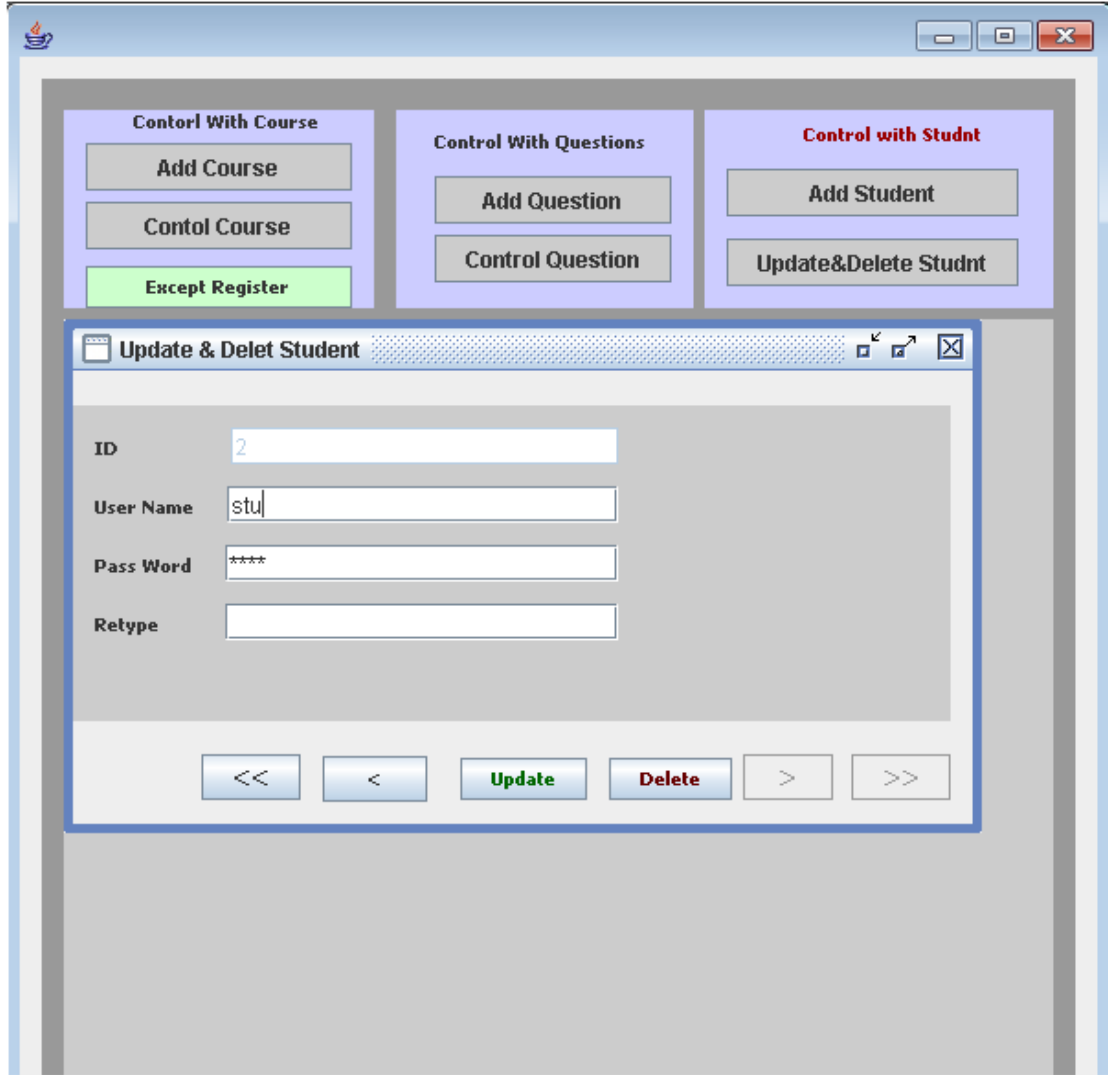 Contorl With Course
Add Course
Contol Course
Except Register
Control With Questions
Add Question
Control Question
Control with Studnt
Add Student
Update&Delete Studnt
Update & Delet Student
ID 2
User Name stu
Pass Word ****
Retype
<< < Update Delete > >>